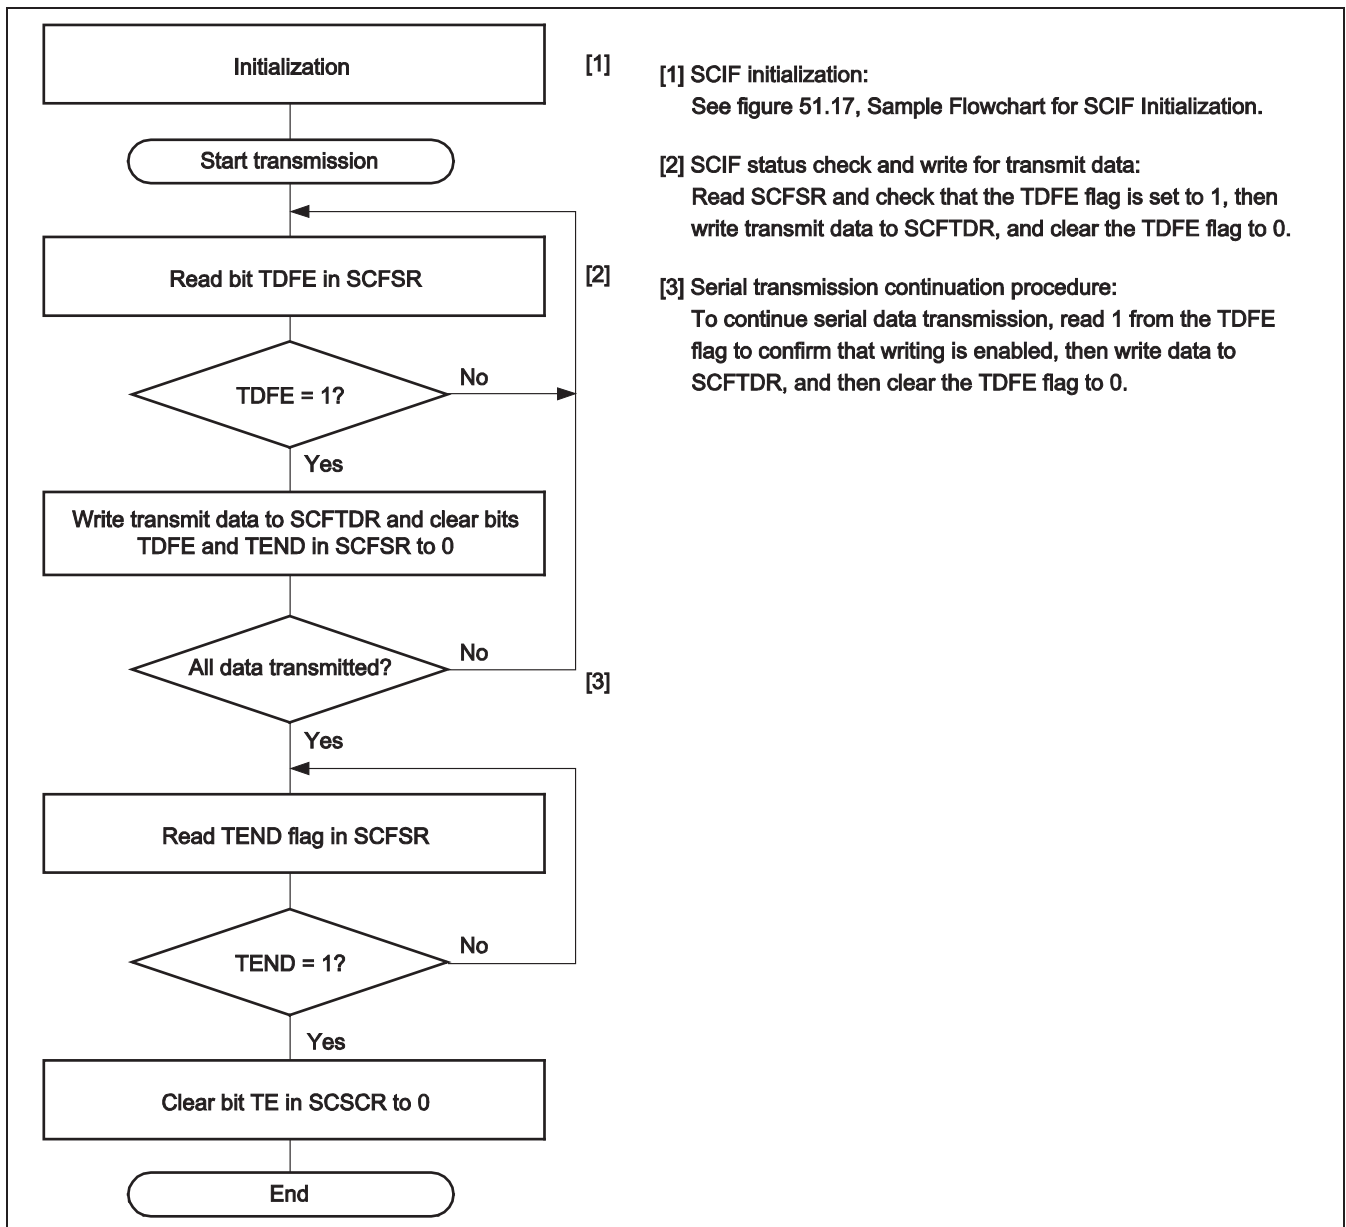 Initialization
[1]
Start transmission
Read bit TDFE in SCFSR
[2]
TDFE = 1?
No
Yes
Write transmit data to SCFTDR and clear bits
TDFE and TEND in SCFSR to 0
All data transmitted?
No
[3]
Yes
Read TEND flag in SCFSR
TEND = 1?
No
Yes
Clear bit TE in SCSCR to 0
End
[1] SCIF initialization:
See figure 51.17, Sample Flowchart for SCIF Initialization.
[2] SCIF status check and write for transmit data:
Read SCFSR and check that the TDFE flag is set to 1, then
write transmit data to SCFTDR, and clear the TDFE flag to 0.
[3] Serial transmission continuation procedure:
To continue serial data transmission, read 1 from the TDFE
flag to confirm that writing is enabled, then write data to
SCFTDR, and then clear the TDFE flag to 0.